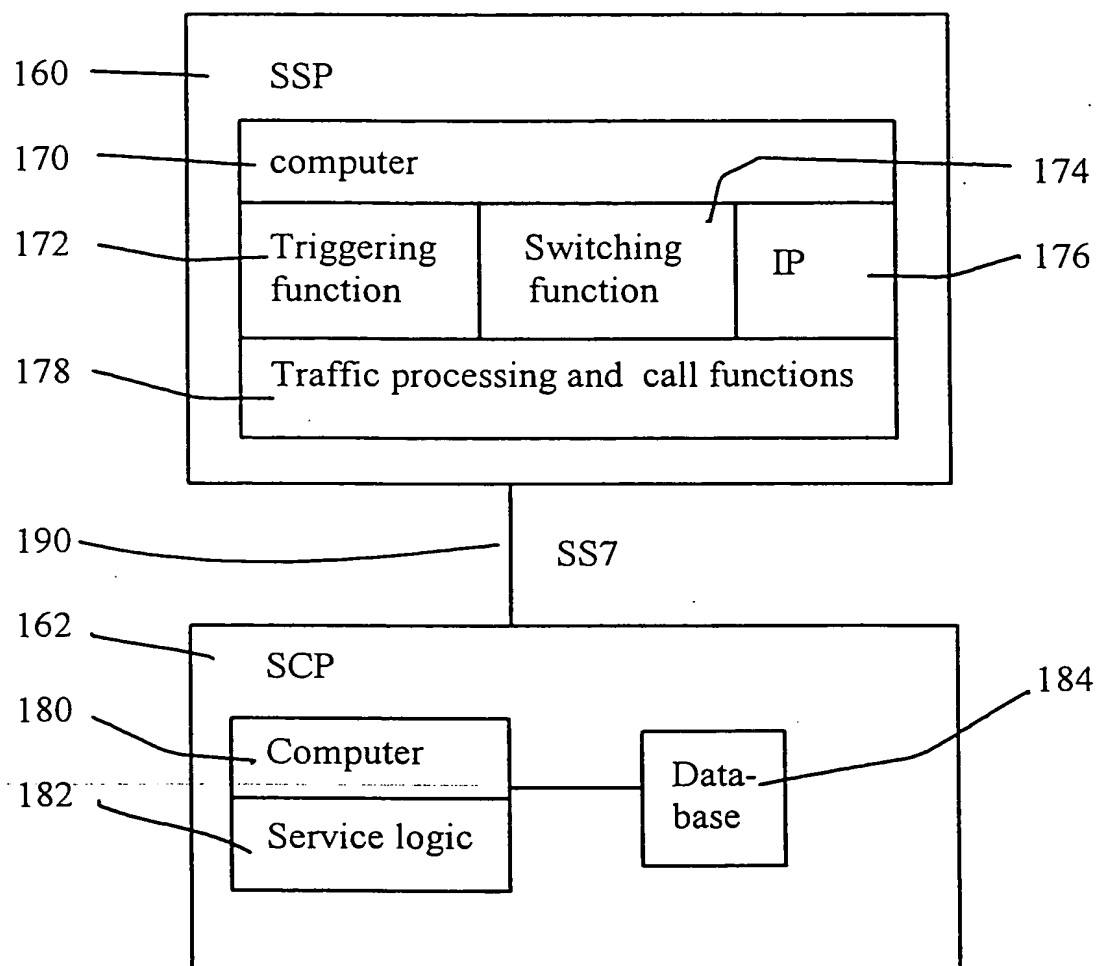 160
SSP
170
computer
174
172
Triggering
function
Switching
function
IP
176
178
Traffic processing and call functions
190
SS7
162
SCP
184
180
Computer
Data-
base
182
Service logic